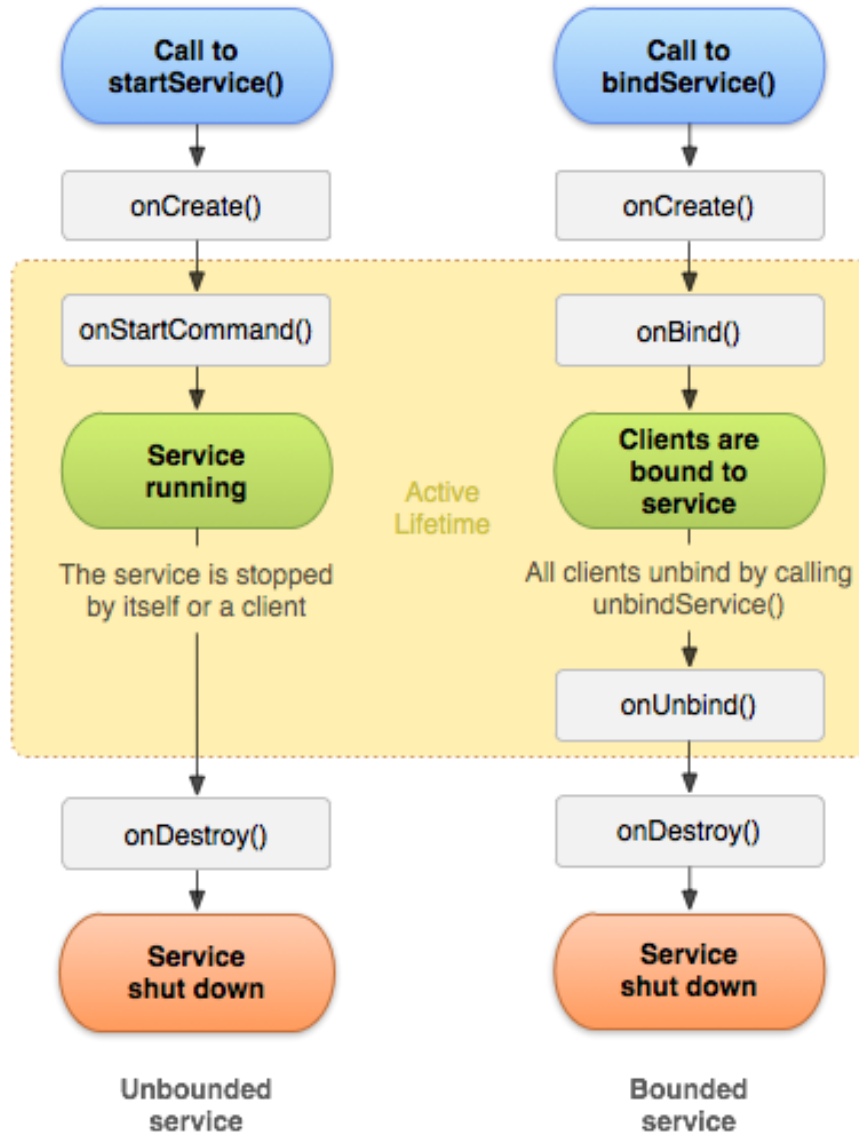 Call to
startService()
onCreate()
onStartCommand()
Service
running
The service is stopped
by itself or a client
onDestroy()
Service
shut down
Unbounded
service
Active
Lifetime
Call to
bindService()
onCreate()
onBind()
Clients are
bound to
service
All clients unbind by calling
unbindService()
onUnbind()
onDestroy()
Service
shut down
Bounded
service